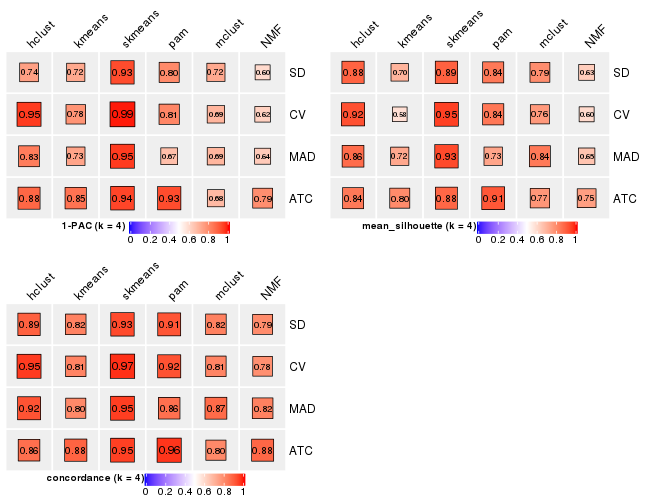 hclust kmeans skmeans pam mclust NMF
0.74 0.72 0.93 0.80 0.72 0.60 SD
0.95 0.78 0.99 0.81 0.69 0.62 CV
0.83 0.73 0.95 0.67 0.69 0.64 MAD
0.88 0.85 0.94 0.93 0.68 0.79 ATC
1-PAC (k = 4)
0 0.2 0.4 0.6 0.8 1
hclust kmeans skmeans pam mclust NMF
0.88 0.70 0.89 0.84 0.79 0.63 SD
0.92 0.58 0.95 0.84 0.76 0.60 CV
0.86 0.72 0.93 0.73 0.84 0.65 MAD
0.84 0.80 0.88 0.91 0.77 0.75 ATC
mean_silhouette (k = 4)
0 0.2 0.4 0.6 0.8 1
hclust kmeans skmeans pam mclust NMF
0.89 0.82 0.93 0.91 0.82 0.79 SD
0.95 0.81 0.97 0.92 0.81 0.78 CV
0.92 0.80 0.95 0.86 0.87 0.82 MAD
0.86 0.88 0.95 0.96 0.80 0.88 ATC
concordance (k = 4)
0 0.2 0.4 0.6 0.8 1